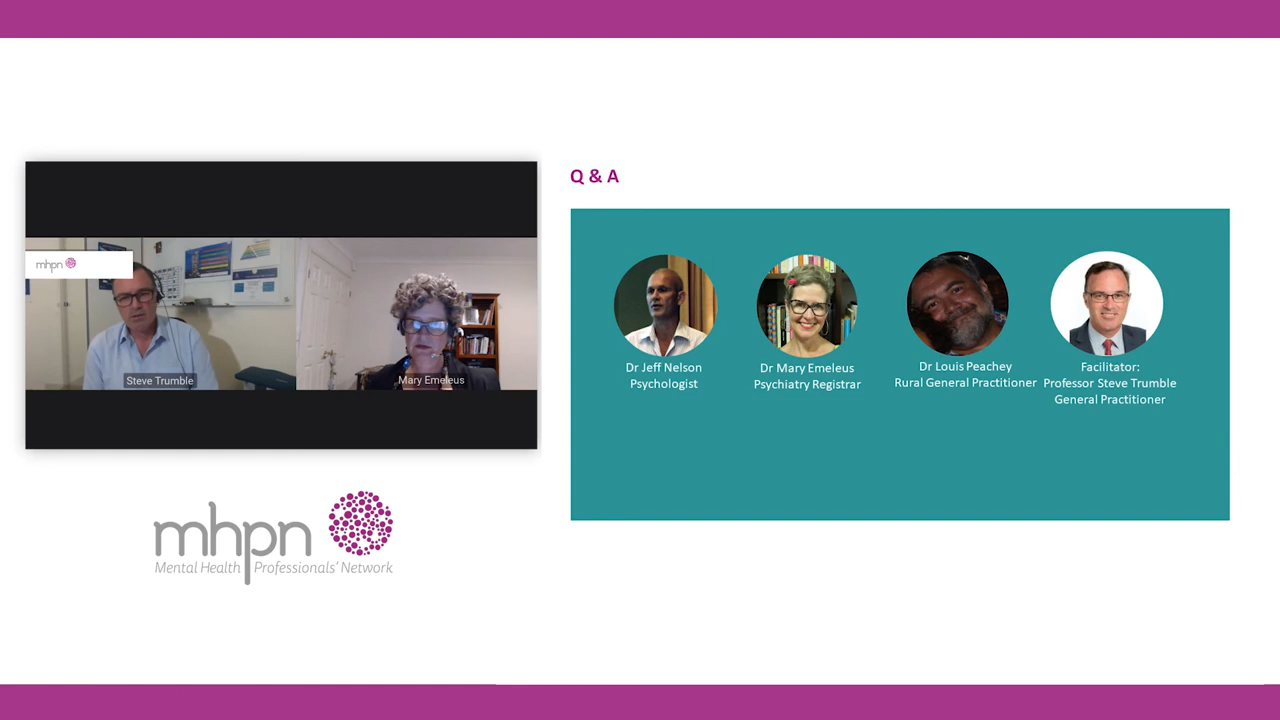 mhpn
Steve Trumble
Mary Emeleus
mhpn
Mental Health Professionals' Network
Q & A
Dr Jeff Nelson
Psychologist
Dr Mary Emeleus
Psychiatry Registrar
Dr Louis Peachey
Rural General Practitioner
Facilitator:
Professor Steve Trumble
General Practitioner